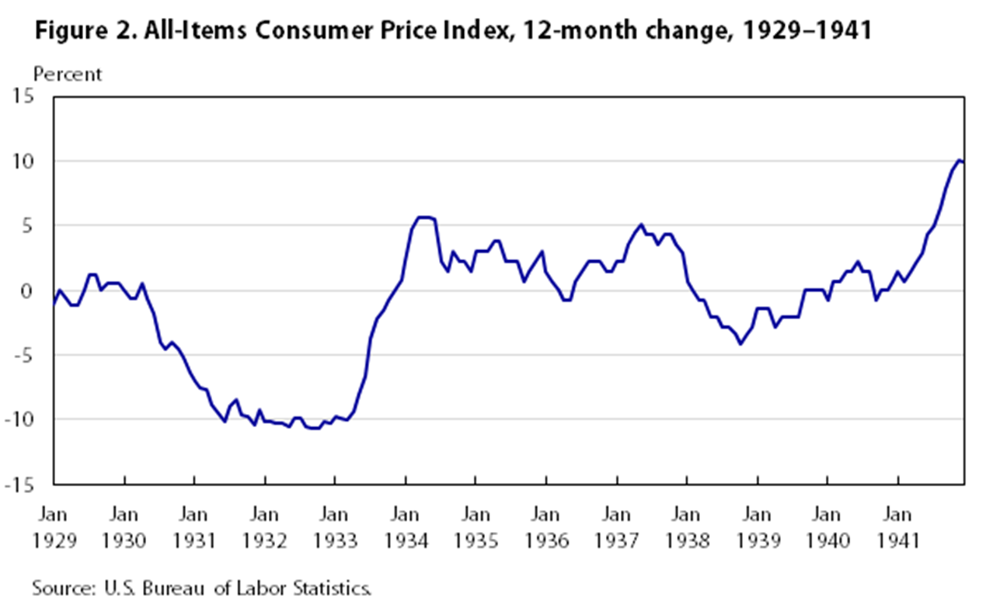 Figure 2. All-Items Consumer Price Index, 12-month change, 1929–1941
Percent
15
10
5
0
-5
-10
-15
Jan Jan Jan Jan Jan Jan Jan Jan Jan Jan Jan Jan Jan
1929 1930 1931 1932 1933 1934 1935 1936 1937 1938 1939 1940 1941
Source: U.S. Bureau of Labor Statistics.